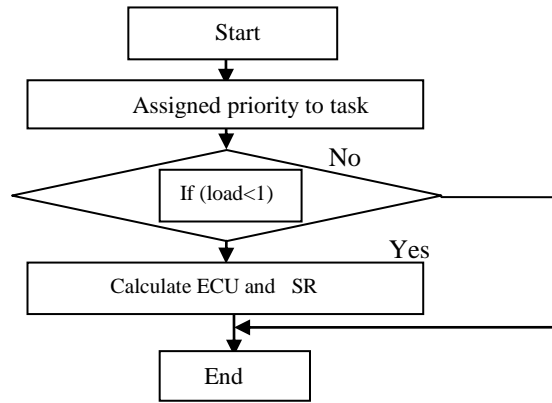 Start
Assigned priority to task
No
If (load<1)
Yes
Calculate ECU and SR
End